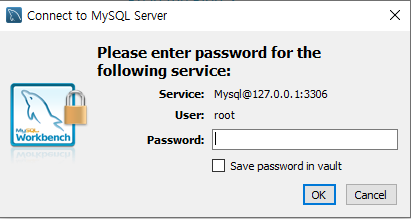 Connect to MySQL Server
Please enter password for the
following service:
Service: Mysql@127.0.0.1:3306
User: root
Password:
MySQL
Workbench
Save password in vault
OK Cancel